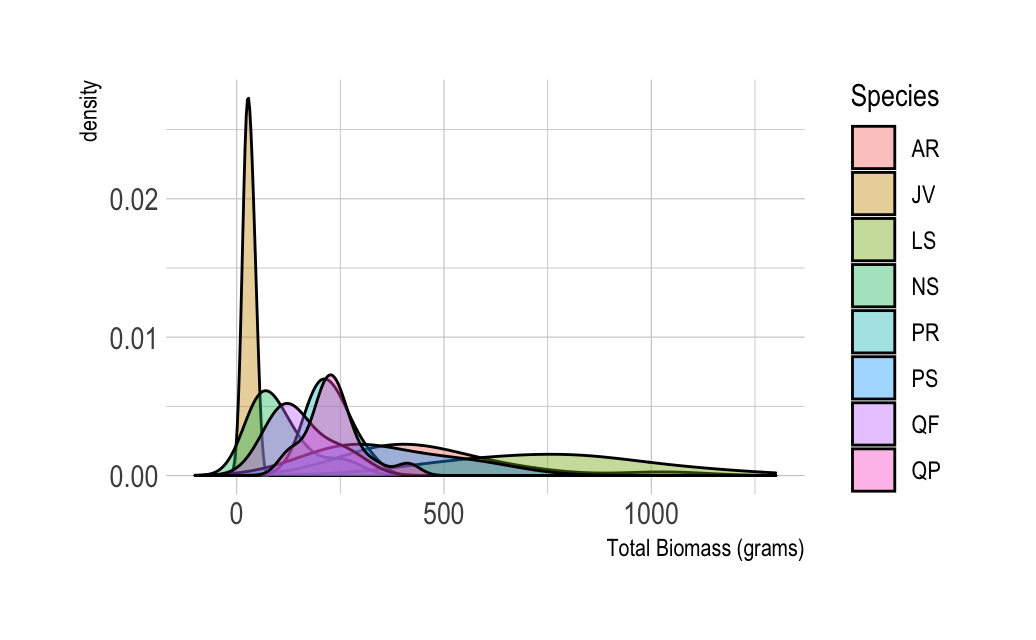 density
0.02
0.01
0.00
0
500
1000
Total Biomass (grams)
Species
AR
JV
LS
NS
PR
PS
QF
QP